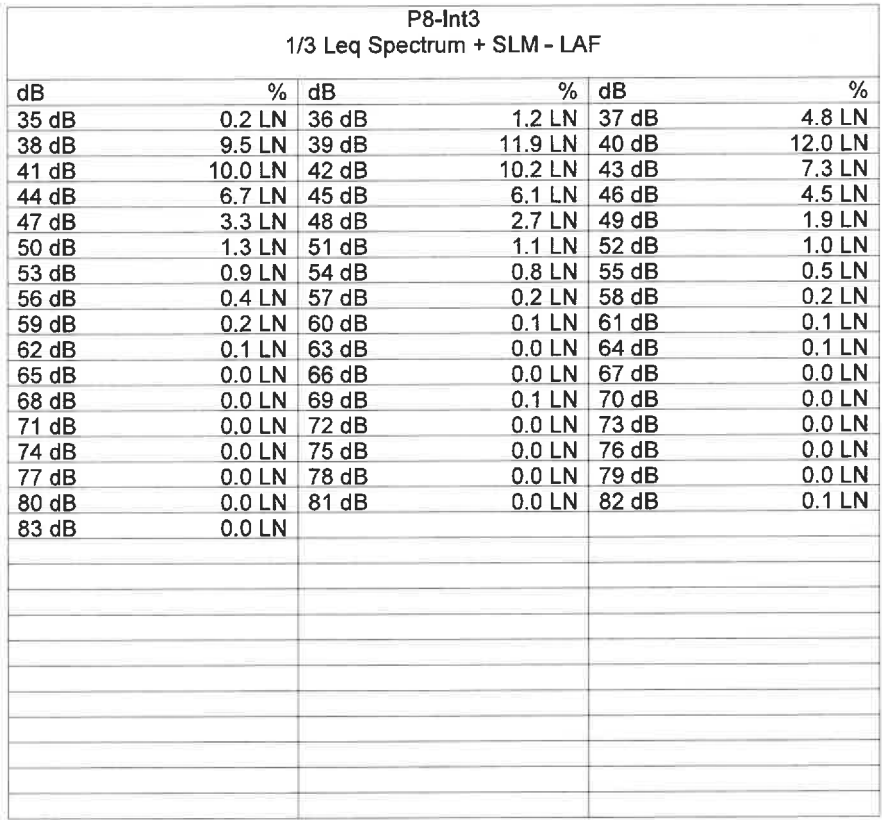 P8-Int3
1/3 Leq Spectrum + SLM - LAF
dB % dB % dB %
35 dB 0.2 LN 36 dB 1.2 LN 37 dB 4.8 LN
38 dB 9.5 LN 39 dB 11.9 LN 40 dB 12.0 LN
41 dB 10.0 LN 42 dB 10.2 LN 43 dB 7.3 LN
44 dB 6.7 LN 45 dB 6.1 LN 46 dB 4.5 LN
47 dB 3.3 LN 48 dB 2.7 LN 49 dB 1.9 LN
50 dB 1.3 LN 51 dB 1.1 LN 52 dB 1.0 LN
53 dB 0.9 LN 54 dB 0.8 LN 55 dB 0.5 LN
56 dB 0.4 LN 57 dB 0.2 LN 58 dB 0.2 LN
59 dB 0.2 LN 60 dB 0.1 LN 61 dB 0.1 LN
62 dB 0.1 LN 63 dB 0.0 LN 64 dB 0.1 LN
65 dB 0.0 LN 66 dB 0.0 LN 67 dB 0.0 LN
68 dB 0.0 LN 69 dB 0.1 LN 70 dB 0.0 LN
71 dB 0.0 LN 72 dB 0.0 LN 73 dB 0.0 LN
74 dB 0.0 LN 75 dB 0.0 LN 76 dB 0.0 LN
77 dB 0.0 LN 78 dB 0.0 LN 79 dB 0.0 LN
80 dB 0.0 LN 81 dB 0.0 LN 82 dB 0.1 LN
83 dB 0.0 LN